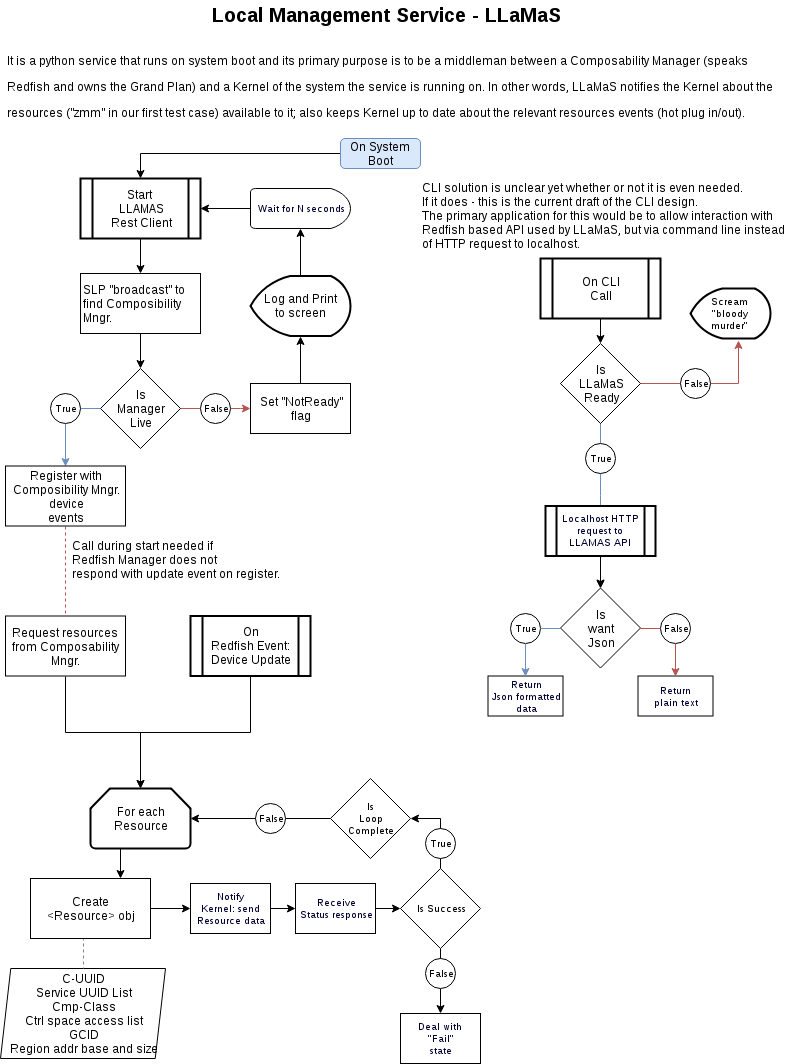 Local Management Service - LLaMaS
It is a python service that runs on system boot and its primary purpose is to be a middleman between a Composability Manager (speaks
Redfish and owns the Grand Plan) and a Kernel of the system the service is running on. In other words, LLaMaS notifies the Kernel about the
resources ("zmm" in our first test case) available to it; also keeps Kernel up to date about the relevant resources events (hot plug in/out).
On System
Boot
Start
LLAMAS
Rest Client
Wait for N seconds
SLP "broadcast" to
find Composibility
Mngr.
Log and Print
to screen
Is
Manager
Live
True
False
Set "NotReady"
flag
Register with
Composibility Mngr.
device
events
Call during start needed if
Redfish Manager does not
respond with update event on register.
Request resources
from Composability
Mngr.
On
Redfish Event:
Device Update
CLI solution is unclear yet whether or not it is even needed.
If it does - this is the current draft of the CLI design.
The primary application for this would be to allow interaction with
Redfish based API used by LLaMaS, but via command line instead
of HTTP request to localhost.
On CLI
Call
Scream
"bloody
murder"
Is
LLaMaS
Ready
False
True
Localhost HTTP
request to
LLAMAS API
Is
want
Json
True
False
Return
Json formatted
data
Return
plain text
For each
Resource
False
Is
Loop
Complete
True
Create
<Resource> obj
Notify
Kernel: send
Resource data
Receive
Status response
Is Success
False
Deal with
"Fail"
state
C-UUID
Service UUID List
Cmp-Class
Ctrl space access list
GCID
Region addr base and size